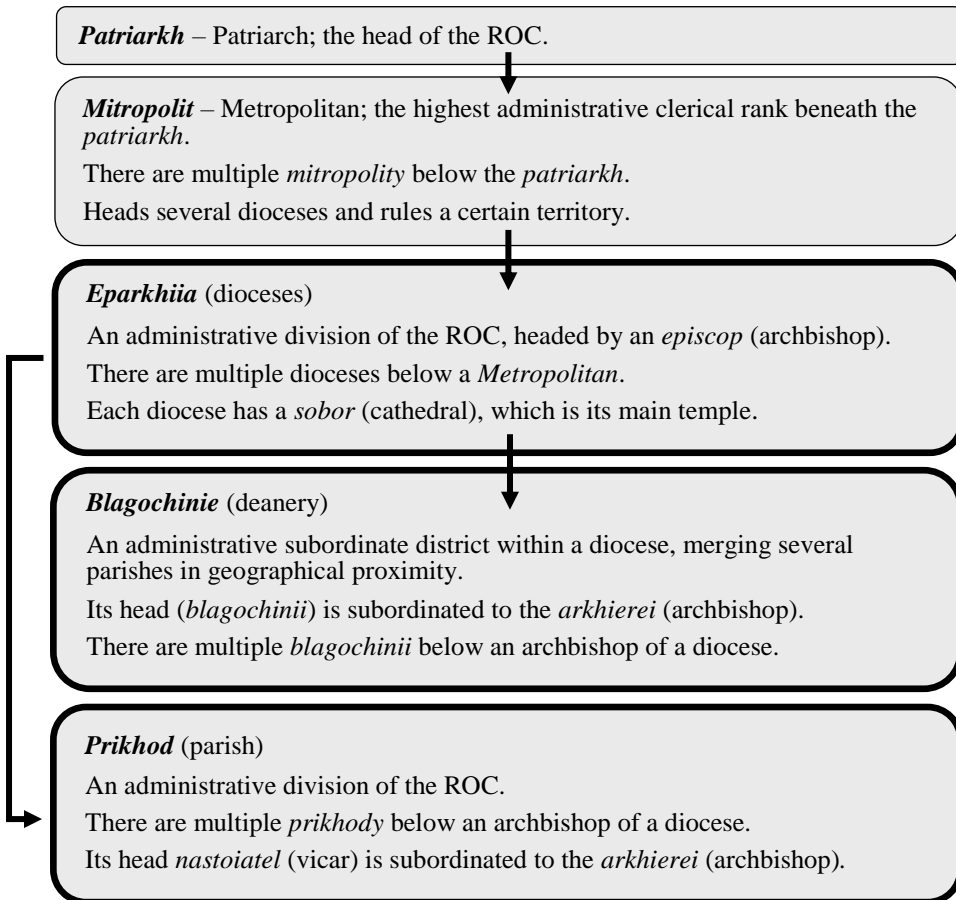 Patriarkh – Patriarch; the head of the ROC.
Mitropolit – Metropolitan; the highest administrative clerical rank beneath the
patriarkh.
There are multiple mitropolity below the patriarkh.
Heads several dioceses and rules a certain territory.
Eparkhiia (dioceses)
An administrative division of the ROC, headed by an episcop (archbishop).
There are multiple dioceses below a Metropolitan.
Each diocese has a sobor (cathedral), which is its main temple.
Blagochinie (deanery)
An administrative subordinate district within a diocese, merging several
parishes in geographical proximity.
Its head (blagochinii) is subordinated to the arkhierei (archbishop).
There are multiple blagochinii below an archbishop of a diocese.
Prikhod (parish)
An administrative division of the ROC.
There are multiple prikhody below an archbishop of a diocese.
Its head nastoiatel (vicar) is subordinated to the arkhierei (archbishop).